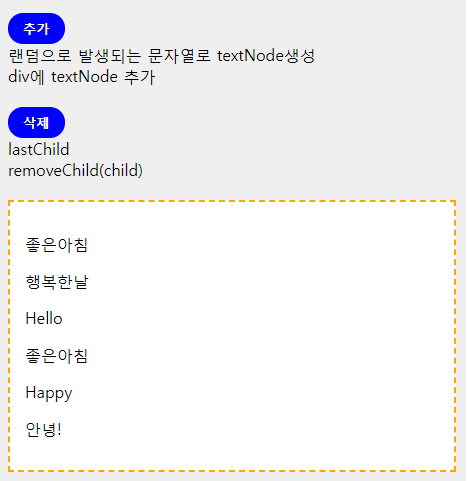 추가
랜덤으로 발생되는 문자열로 textNode생성
div에 textNode 추가
삭제
lastChild
removeChild(child)
좋은아침
행복한날
Hello
좋은아침
Happy
안녕!